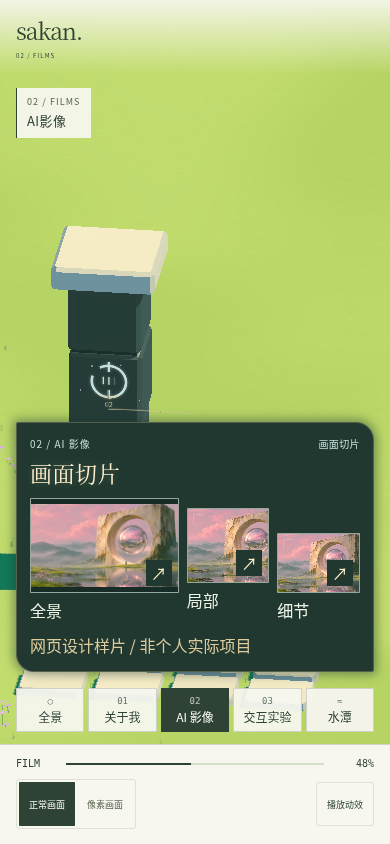 sakan.
02 / FILMS
02 / FILMS
AI影像
02
02 / AI 影像
画面切片
画面切片
全景
局部
细节
网页设计样片 / 非个人实际项目
全景
01
关于我
02
AI 影像
03
交互实验
≈
水潭
FILM
48%
正常画面
像素画面
播放动效